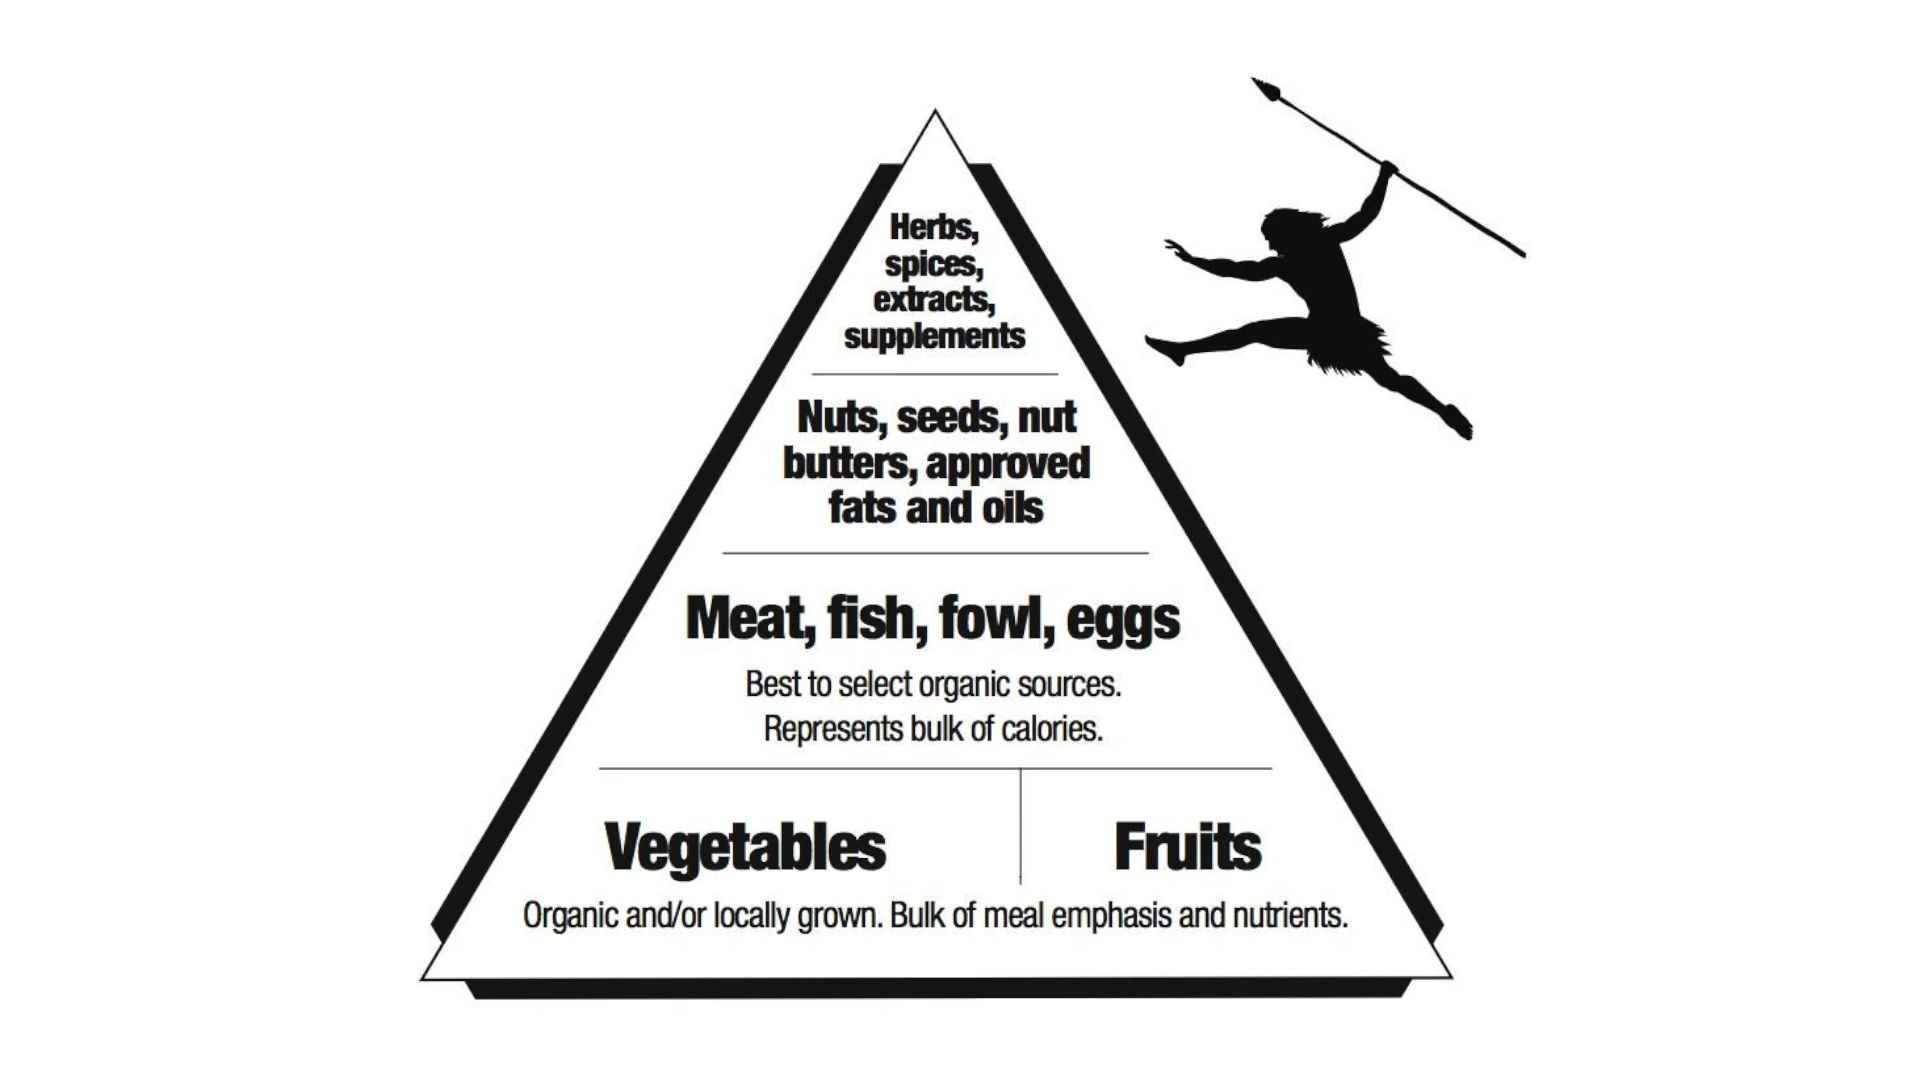 Herbs,
spices,
extracts,
supplements
Nuts, seeds, nut
butters, approved
fats and oils
Meat, fish, fowl, eggs
Best to select organic sources.
Represents bulk of calories.
Vegetables
Fruits
Organic and/or locally grown. Bulk of meal emphasis and nutrients.